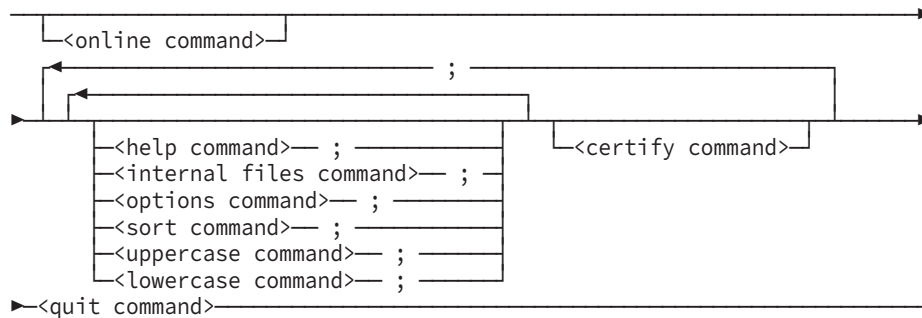 <online command>
;
<help command> ;
<certify command>
<internal files command> ;
<options command> ;
<sort command> ;
<uppercase command> ;
<lowercase command> ;
<quit command>